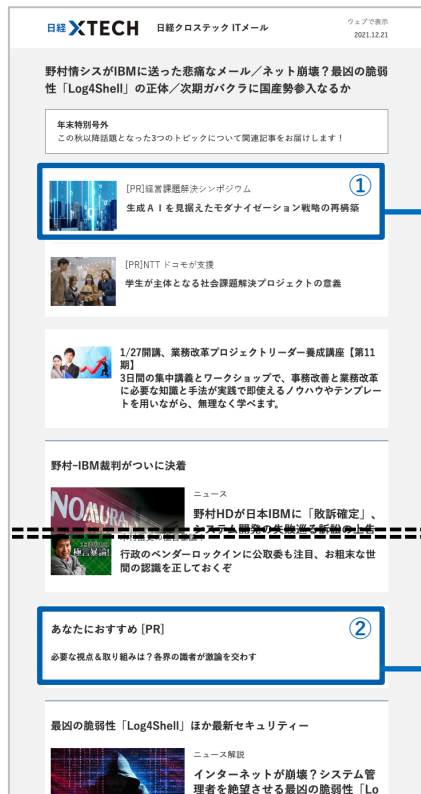 日経 XTECH 日経クロステック ITメール
ウェブで表示
2021.12.21
野村情シスがIBMに送った悲痛なメール／ネット崩壊？最凶の脆弱
性「Log4Shell」の正体／次期ガバクラに国産勢参入なるか
年末特別号外
この秋以降話題となった3つのトピックについて関連記事をお届けします！
①
[PR]経営課題解決シンポジウム
生成ＡＩを見据えたモダナイゼーション戦略の再構築
[PR]NTT ドコモが支援
学生が主体となる社会課題解決プロジェクトの意義
1/27開講、業務改革プロジェクトリーダー養成講座【第11
期】
3日間の集中講義とワークショップで、事務改善と業務改革
に必要な知識と手法が実践で即使えるノウハウやテンプレー
トを用いながら、無理なく学べます。
野村-IBM裁判がついに決着
NOMURA
ニュース
野村HDが日本IBMに「敗訴確定」、
システム開発の失敗巡る訴訟の上告
極言暴論!
行政のベンダーロックインに公取委も注目、お粗末な世
間の認識を正しておくぞ
②
あなたにおすすめ [PR]
必要な視点＆取り組みは？各界の識者が激論を交わす
最凶の脆弱性「Log4Shell」ほか最新セキュリティー
ニュース解説
インターネットが崩壊？システム管
理者を絶望させる最凶の脆弱性「Lo